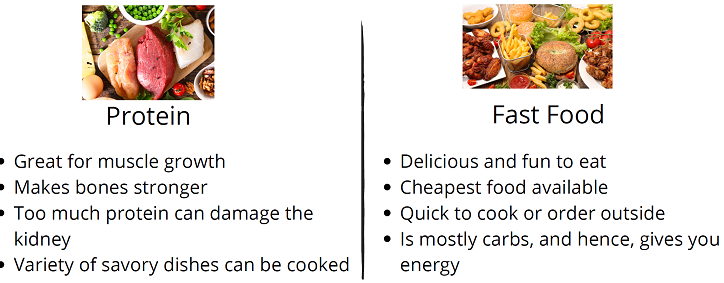 Protein
• Great for muscle growth
• Makes bones stronger
• Too much protein can damage the
kidney
• Variety of savory dishes can be cooked
Fast Food
• Delicious and fun to eat
• Cheapest food available
• Quick to cook or order outside
• Is mostly carbs, and hence, gives you
energy